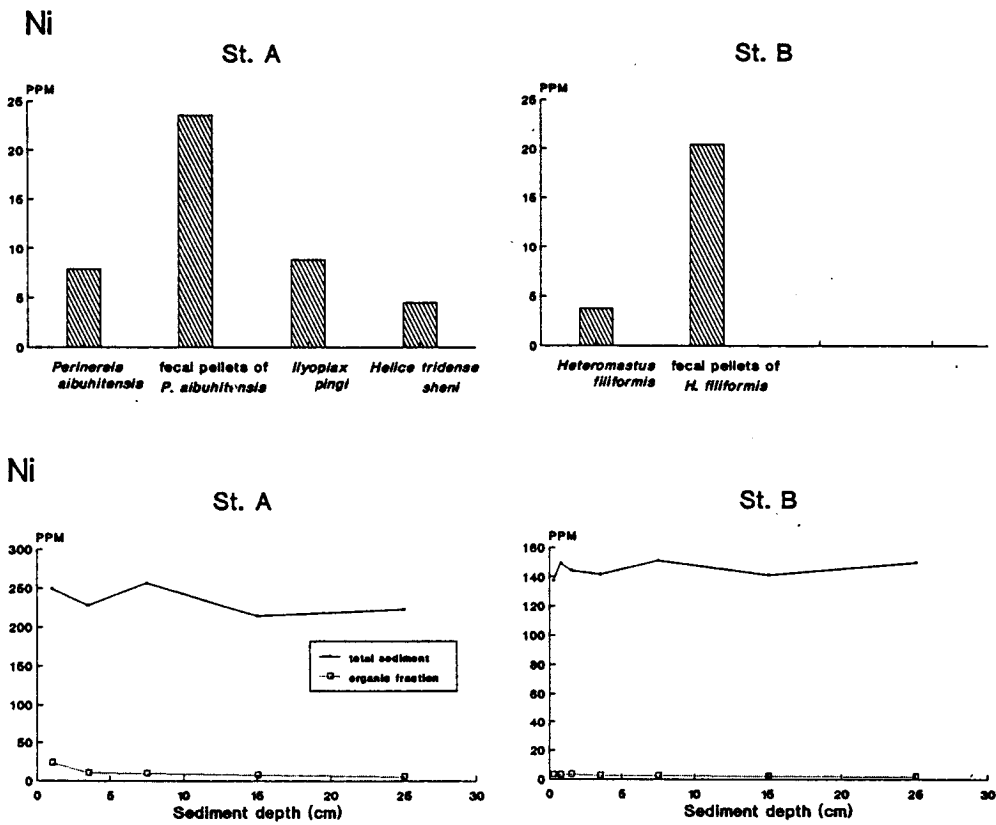 Ni
St. A
St. B
PPM
25
20
15
10
5
0
Perinereis aibuhitensis
fecal pellets of P. aibuhitensis
Ilyoplax pingi
Helice tridense sheni
PPM
25
20
15
10
5
0
Heteromastus filiformis
fecal pellets of H. filiformis
Ni
St. A
St. B
PPM
300
250
200
150
100
50
0
total sediment
organic fraction
0 5 10 15 20 25 30
Sediment depth (cm)
PPM
160
140
120
100
80
60
40
20
0
0 5 10 15 20 25 30
Sediment depth (cm)